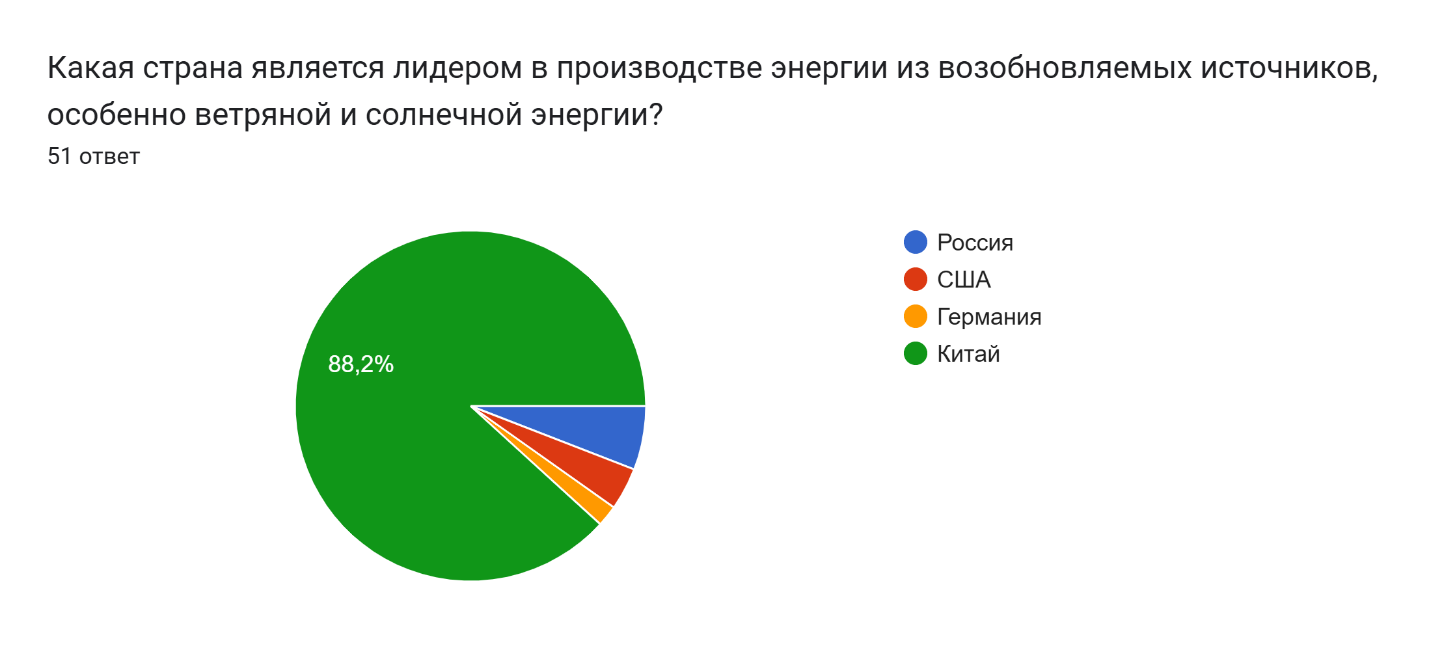 Какая страна является лидером в производстве энергии из возобновляемых источников,
особенно ветряной и солнечной энергии?
51 ответ
88,2%
Россия
США
Германия
Китай